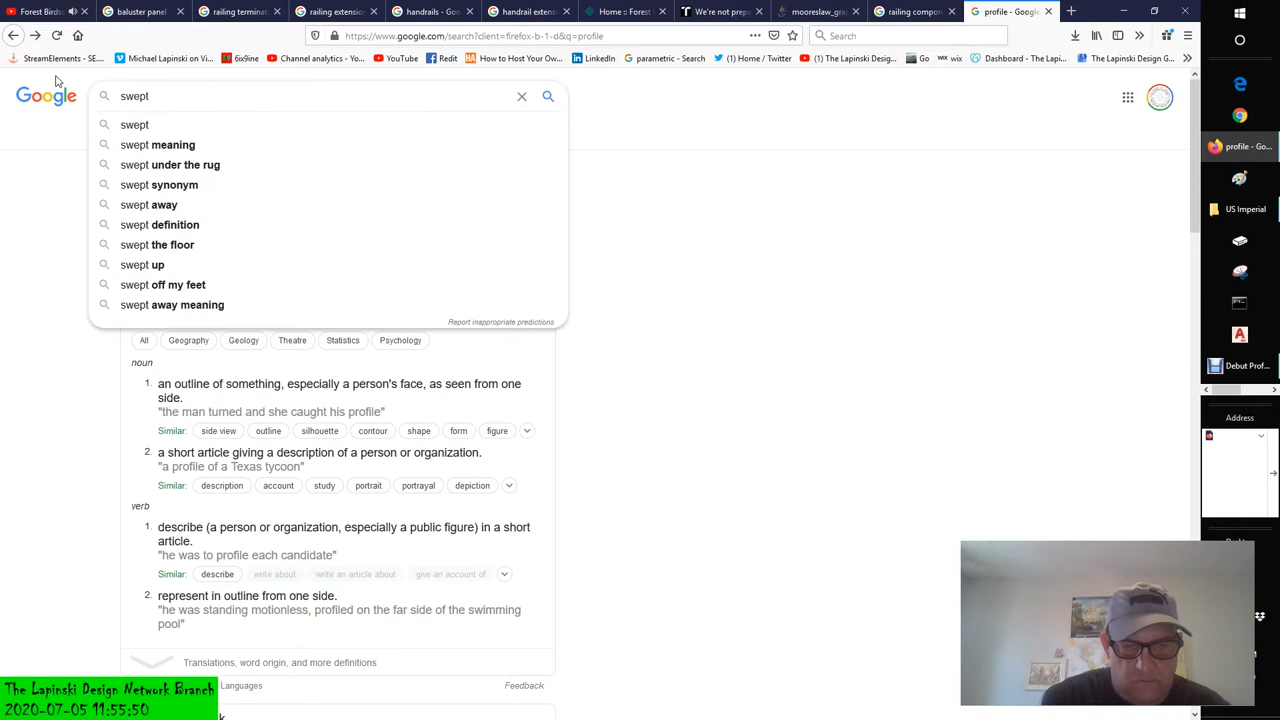 Forest Birdso
baluster panel
railing termina
railing extensio
handrails - Goo
handrail extens
Home :: Forest
We're not prepa
mooreslaw_gra
railing compon
profile - Google
https://www.google.com/search?client=firefox-b-1-d&q=profile
Search
StreamElements - SE...
Michael Lapinski on Vi...
6ix9ine
Channel analytics - Yo...
YouTube
Redit
HA How to Host Your Own...
LinkedIn
parametric - Search
(1) Home / Twitter
(1) The Lapinski Desig...
Go
WIX wix
Dashboard - The Lapi...
The Lapinski Design G...
Google
swept
swept
swept meaning
swept under the rug
swept synonym
swept away
swept definition
swept the floor
swept up
swept off my feet
swept away meaning
Report inappropriate predictions
All
Geography
Geology
Theatre
Statistics
Psychology
noun
1. an outline of something, especially a person's face, as seen from one
side.
"the man turned and she caught his profile"
Similar: side view outline silhouette contour shape form figure
2. a short article giving a description of a person or organization.
"a profile of a Texas tycoon"
Similar: description account study portrait portrayal depiction
verb
1. describe (a person or organization, especially a public figure) in a short
article.
"he was to profile each candidate"
Similar: describe write about write an article about give an account of
2. represent in outline from one side.
"he was standing motionless, profiled on the far side of the swimming
pool"
Translations, word origin, and more definitions
Languages
Feedback
The Lapinski Design Network Branch
2020-07-05 11:55:50
profile - Go...
US Imperial
Debut Prof...
Address